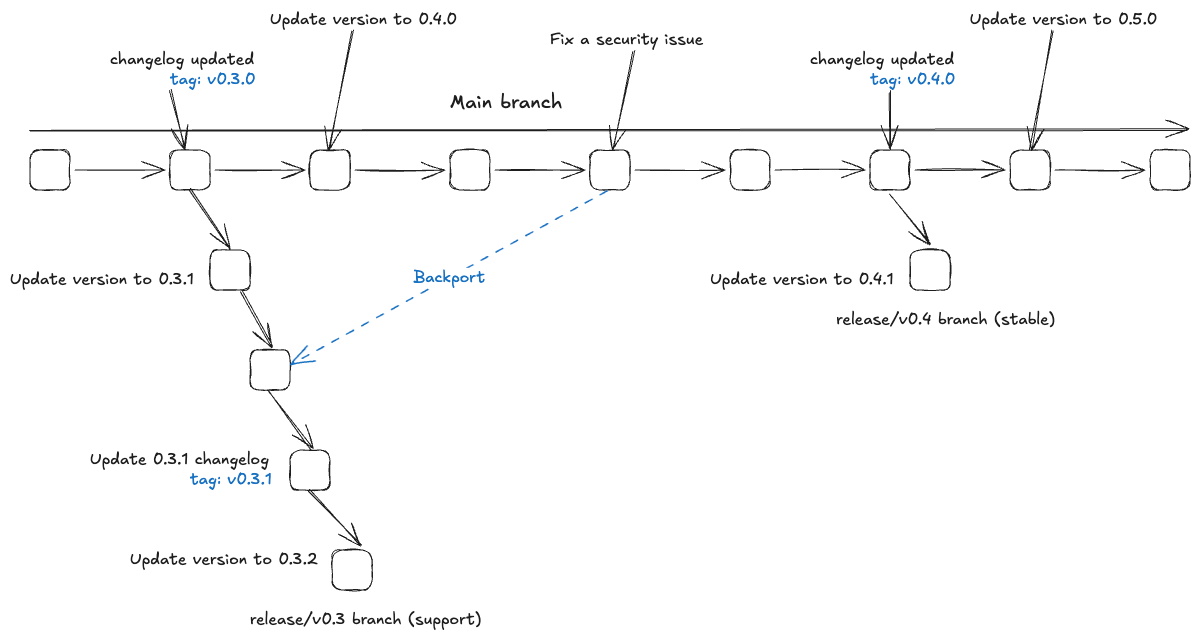 Update version to 0.4.0
Update version to 0.5.0
Fix a security issue
changelog updated
tag: v0.3.0
changelog updated
tag: v0.4.0
Main branch
Update version to 0.3.1
Backport
Update version to 0.4.1
release/v0.4 branch (stable)
Update 0.3.1 changelog
tag: v0.3.1
Update version to 0.3.2
release/v0.3 branch (support)